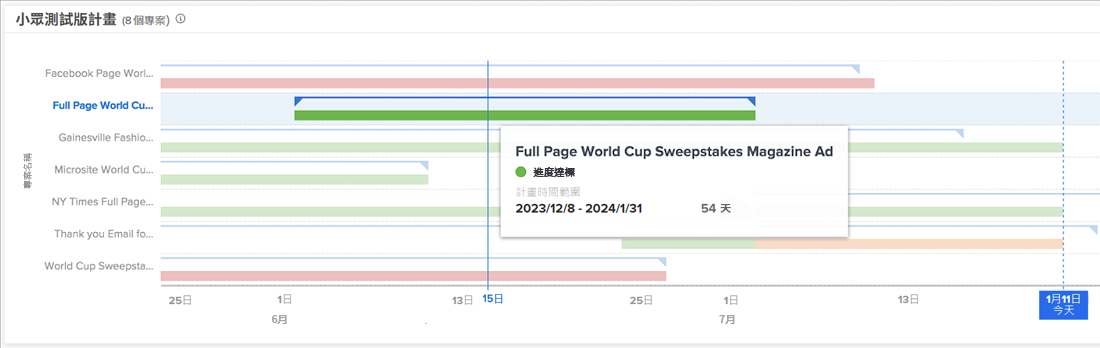 小眾測試版計畫 (8 個專案)
Facebook Page Worl...
Full Page World Cu...
Gainesville Fashio...
Microsite World Cu...
NY Times Full Page...
Thank you Email fo...
World Cup Sweepsta...
專案名稱
Full Page World Cup Sweepstakes Magazine Ad
進度達標
計畫時間範圍
2023/12/8 - 2024/1/31 54 天
25日 1日 13日 15日 25日 1日 13日 1月11日
6月 7月 今天